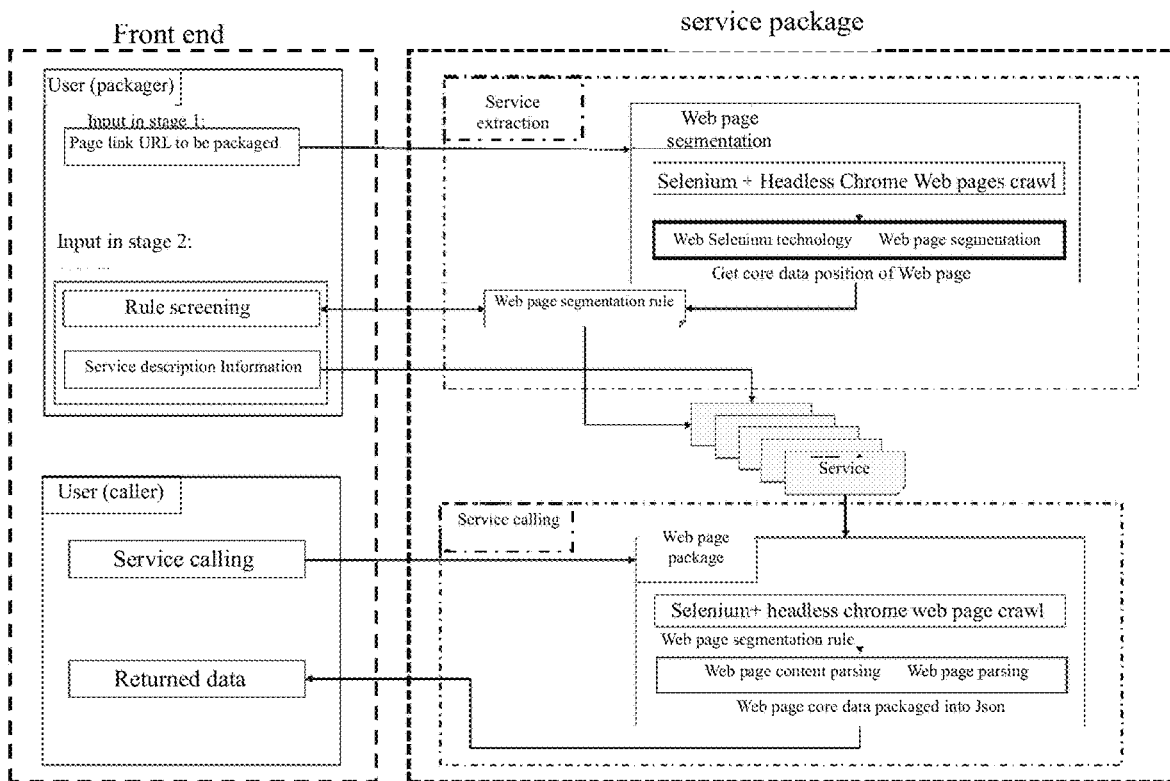 Front end
service package
User (packager)
Input in stage 1:
Page link URL to be packaged
Input in stage 2:
Rule screening
Service description Information
Service
extraction
Web page
segmentation
Selenium + Headless Chrome Web pages crawl
Web Selenium technology Web page segmentation
Get core data position of Web page
Web page segmentation rule
Service
User (caller)
Service calling
Returned data
Service calling
Web page
package
Selenium+ headless chrome web page crawl
Web page segmentation rule
Web page content parsing Web page parsing
Web page core data packaged into Json